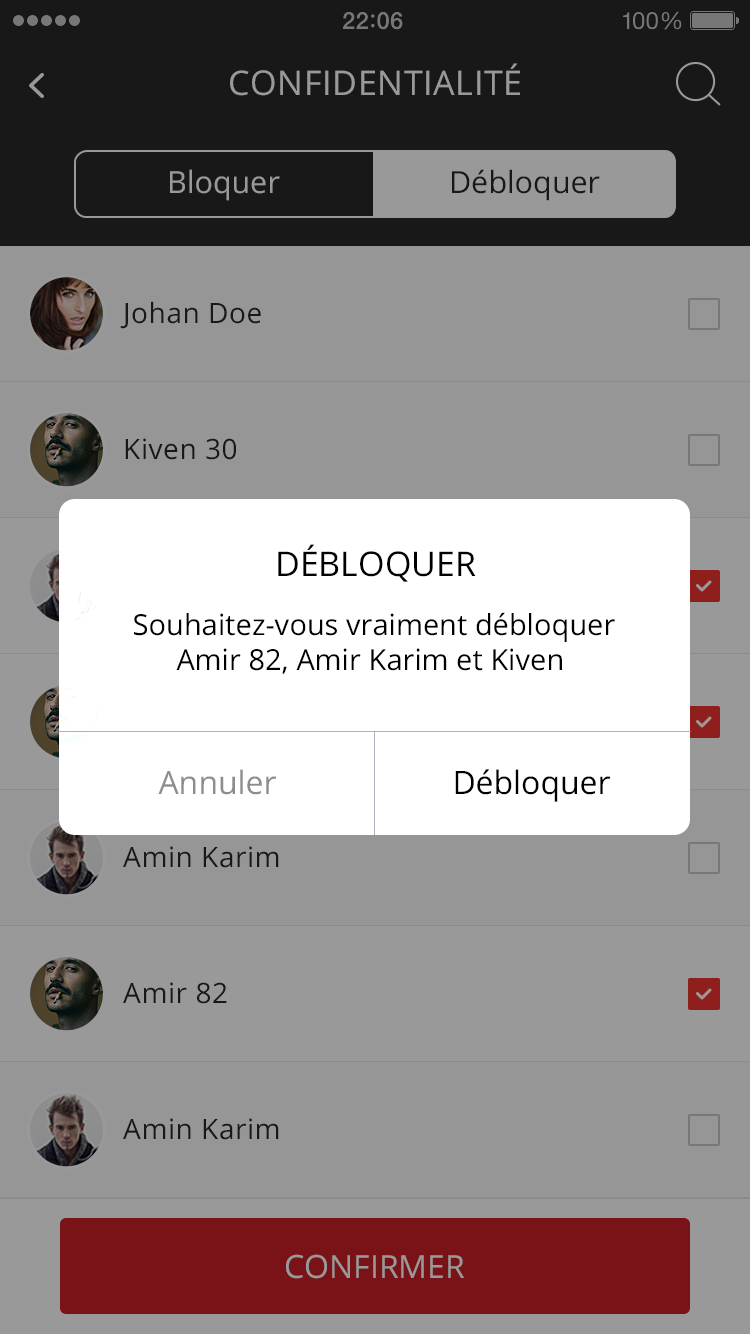 22:06
100%
CONFIDENTIALITÉ
Bloquer
Débloquer
Johan Doe
Kiven 30
DÉBLOQUER
Souhaitez-vous vraiment débloquer
Amir 82, Amir Karim et Kiven
Annuler
Débloquer
Amin Karim
Amir 82
Amin Karim
CONFIRMER